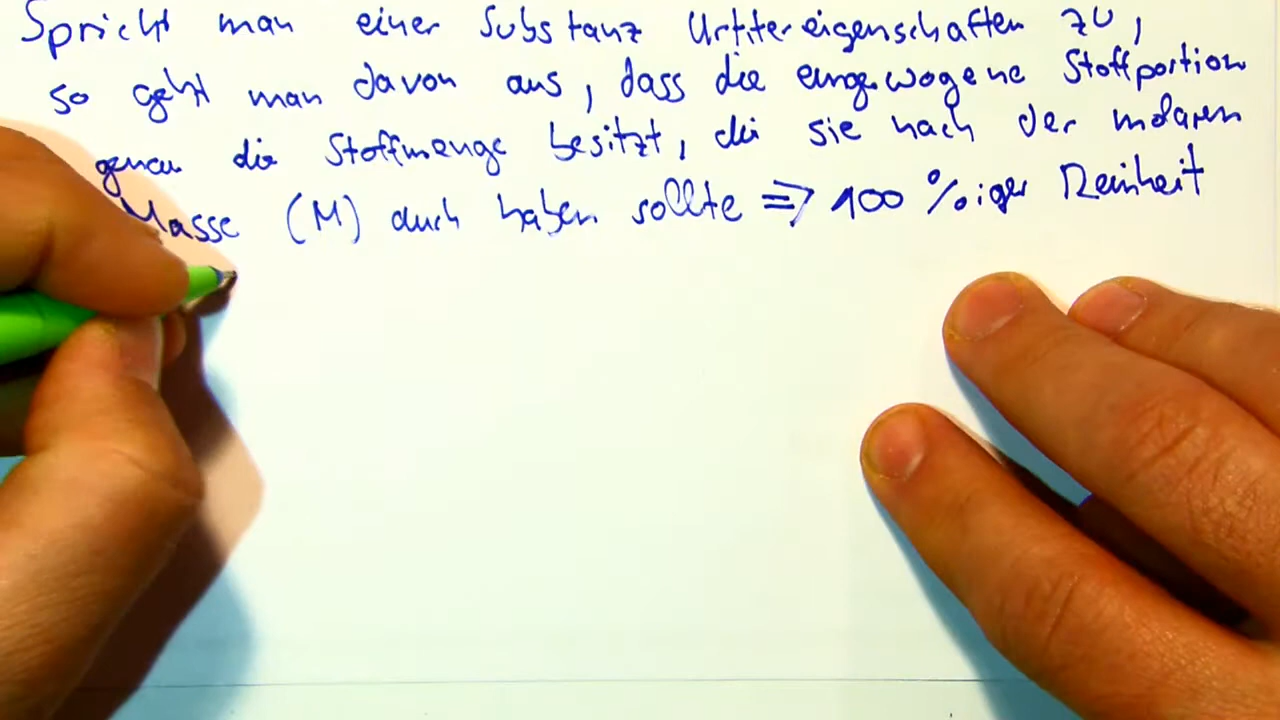 Spricht man einer Substanz Urtitereigenschaften zu,
so geht man davon aus, dass die eingewogene Stoffportion
genau die Stoffmenge besitzt, die sie nach der molaren
Masse (M) auch haben sollte => 100 %iger Reinheit